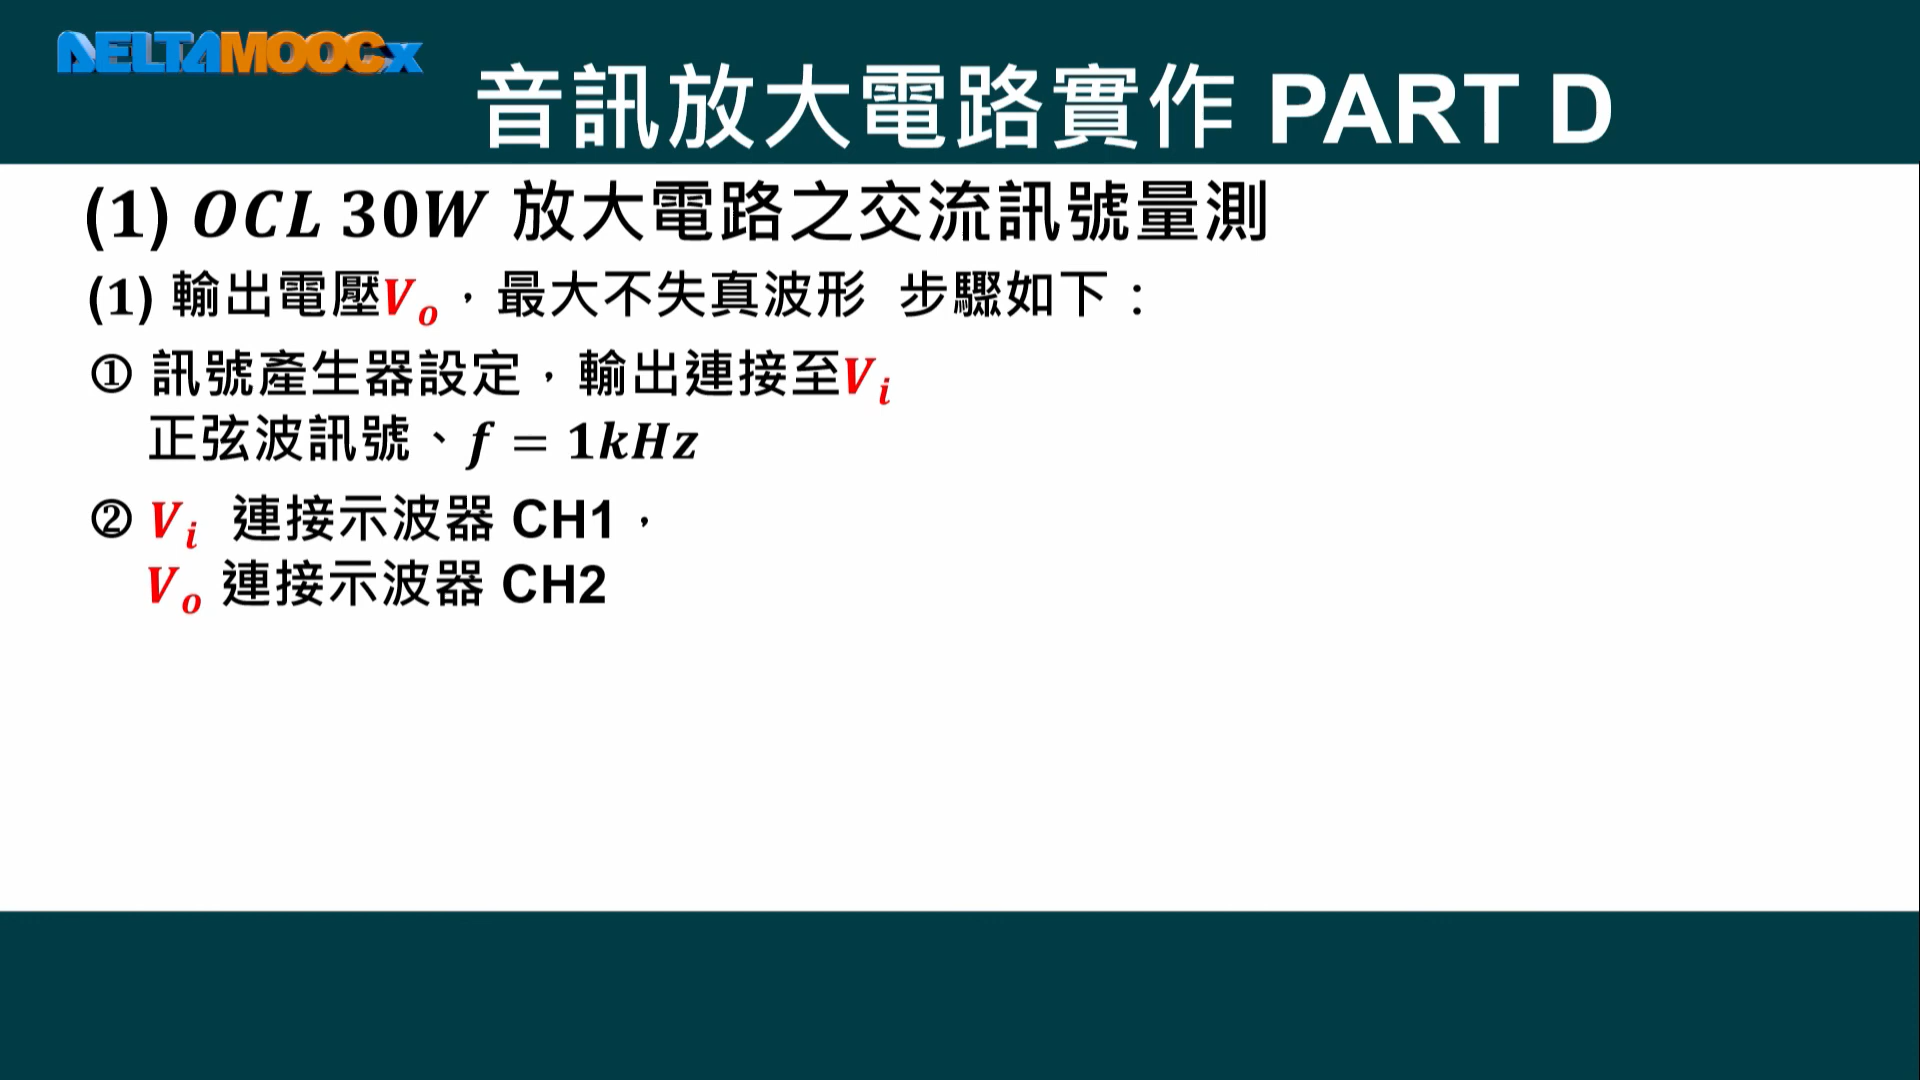 DELTAMOOCx
音訊放大電路實作 PART D
(1) OCL 30W 放大電路之交流訊號量測
(1) 輸出電壓Vo，最大不失真波形 步驟如下：
① 訊號產生器設定，輸出連接至Vi
正弦波訊號、f = 1kHz
② Vi 連接示波器 CH1，
Vo 連接示波器 CH2